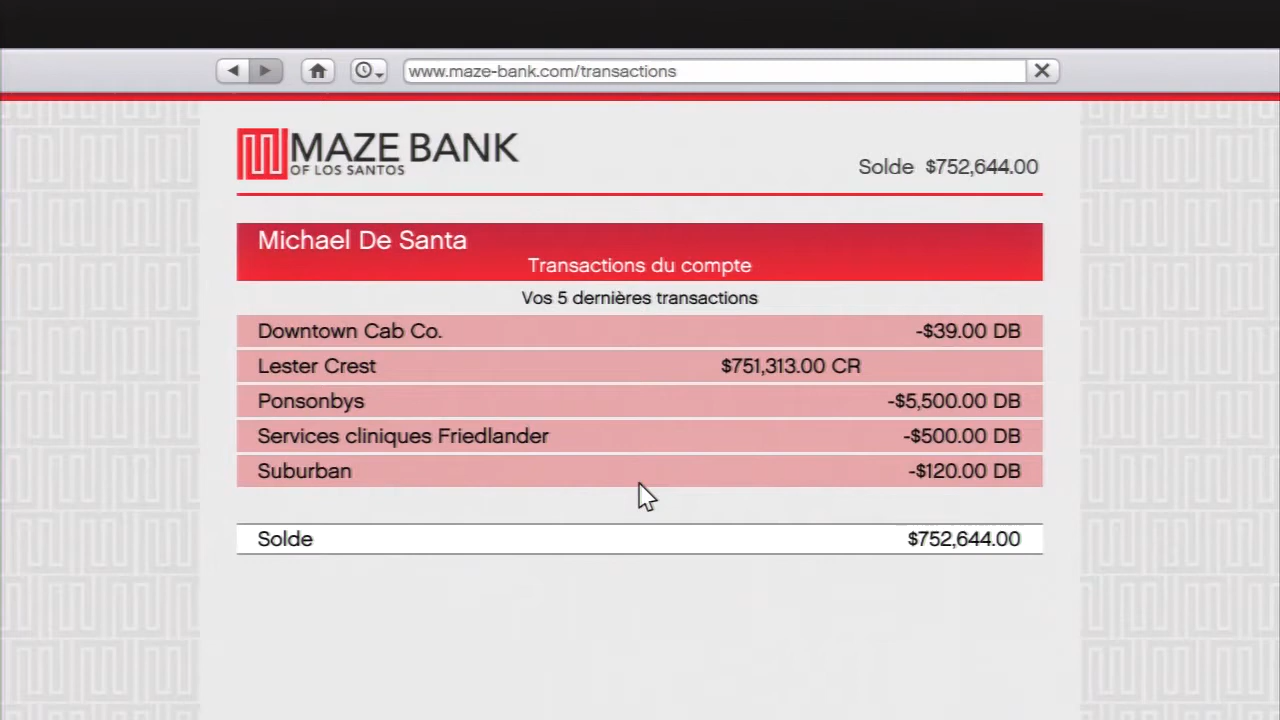 www.maze-bank.com/transactions
MAZE BANK
OF LOS SANTOS
Solde $752,644.00
Michael De Santa
Transactions du compte
Vos 5 dernières transactions
Downtown Cab Co. -$39.00 DB
Lester Crest $751,313.00 CR
Ponsonbys -$5,500.00 DB
Services cliniques Friedlander -$500.00 DB
Suburban -$120.00 DB
Solde $752,644.00